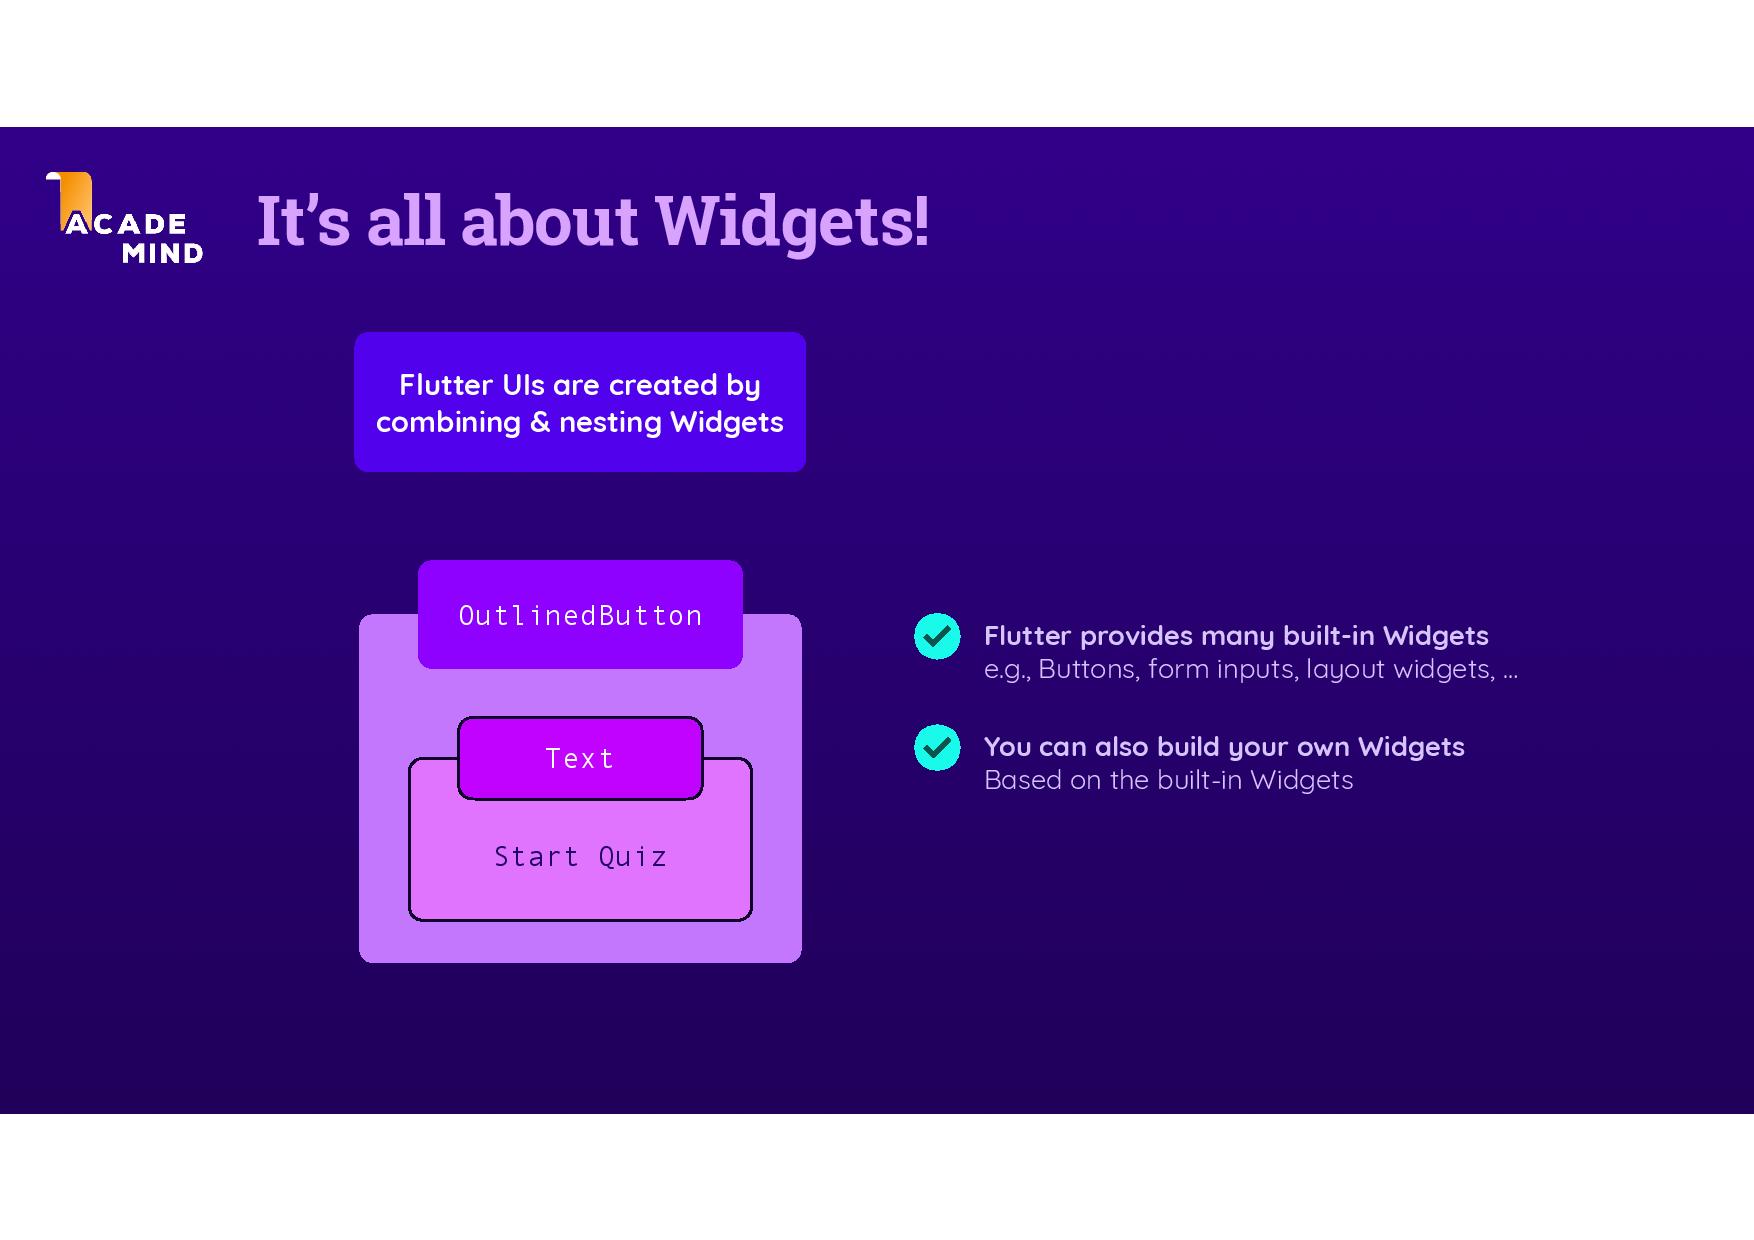 ACADE
MIND
It's all about Widgets!
Flutter UIs are created by
combining & nesting Widgets
OutlinedButton
Text
Start Quiz
Flutter provides many built-in Widgets
e.g., Buttons, form inputs, layout widgets, ...
You can also build your own Widgets
Based on the built-in Widgets